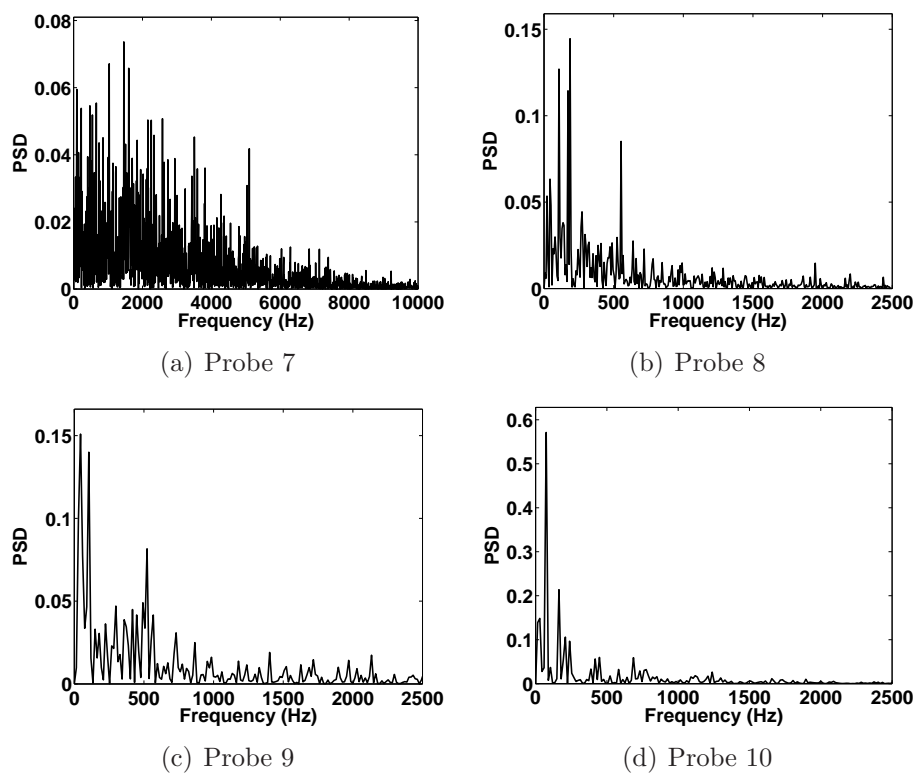 0.08
0.06
0.04
0.02
0
PSD
0 2000 4000 6000 8000 10000
Frequency (Hz)
(a) Probe 7
0.15
0.1
0.05
0
PSD
0 500 1000 1500 2000 2500
Frequency (Hz)
(b) Probe 8
0.15
0.1
0.05
0
PSD
0 500 1000 1500 2000 2500
Frequency (Hz)
(c) Probe 9
0.6
0.5
0.4
0.3
0.2
0.1
0
PSD
0 500 1000 1500 2000 2500
Frequency (Hz)
(d) Probe 10